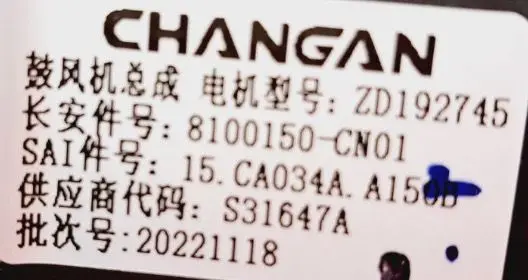 CHANGAN
鼓风机总成 电机型号: ZD192745
长安件号: 8100150-CN01
SAI件号: 15.CA034A.A150B
供应商代码: S31647A
批次号:20221118